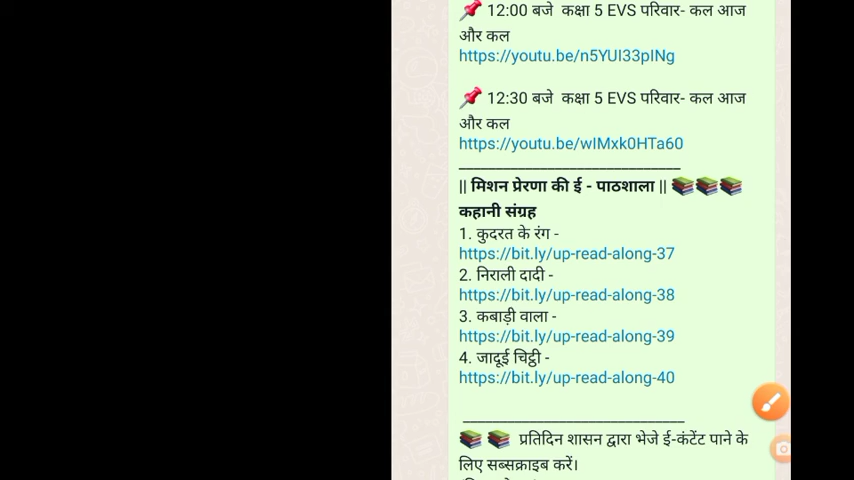 📌 12:00 बजे कक्षा 5 EVS परिवार- कल आज
और कल
https://youtu.be/n5YUI33pINg
📌 12:30 बजे कक्षा 5 EVS परिवार- कल आज
और कल
https://youtu.be/wIMxk0HTa60
|| मिशन प्रेरणा की ई - पाठशाला || 📚📚📚
कहानी संग्रह
1. कुदरत के रंग -
https://bit.ly/up-read-along-37
2. निराली दादी -
https://bit.ly/up-read-along-38
3. कबाड़ी वाला -
https://bit.ly/up-read-along-39
4. जादूई चिट्ठी -
https://bit.ly/up-read-along-40
📚 📚 प्रतिदिन शासन द्वारा भेजे ई-कंटेंट पाने के
लिए सब्सक्राइब करें।